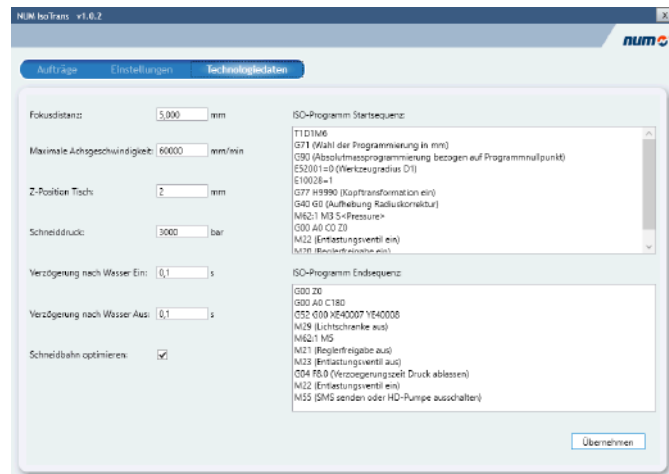 NUM IsoTrans v1.0.2
x
num
Aufträge Einstellungen Technologiedaten
Fokusdistanz: 5,000 mm
Maximale Achsgeschwindigkeit: 60000 mm/min
Z-Position Tisch: 2 mm
Schneiddruck: 3000 bar
Verzögerung nach Wasser Ein: 0,1 s
Verzögerung nach Wasser Aus: 0,1 s
Schneidbahn optimieren:
ISO-Programm Startsequenz:
T1D1M6
G71 (Wahl der Programmierung in mm)
G90 (Absolutmassprogrammierung bezogen auf Programmnullpunkt)
E52001=0 (Werkzeugradius D1)
E10028=1
G77 H9990 (Kopftransformation ein)
G40 G0 (Aufhebung Radiuskorrektur)
M62:1 M3 S<Pressure>
G00 A0 C0 Z0
M22 (Entlastungsventil ein)
M20 (Reglerfreigabe ein)
ISO-Programm Endsequenz:
G00 Z0
G00 A0 C180
G52 G00 XE40007 YE40008
M29 (Lichtschranke aus)
M62:1 M5
M21 (Reglerfreigabe aus)
M23 (Entlastungsventil aus)
G04 F8.0 (Verzoegerungszeit Druck ablassen)
M22 (Entlastungsventil ein)
M55 (SMS senden oder HD-Pumpe ausschalten)
Übernehmen